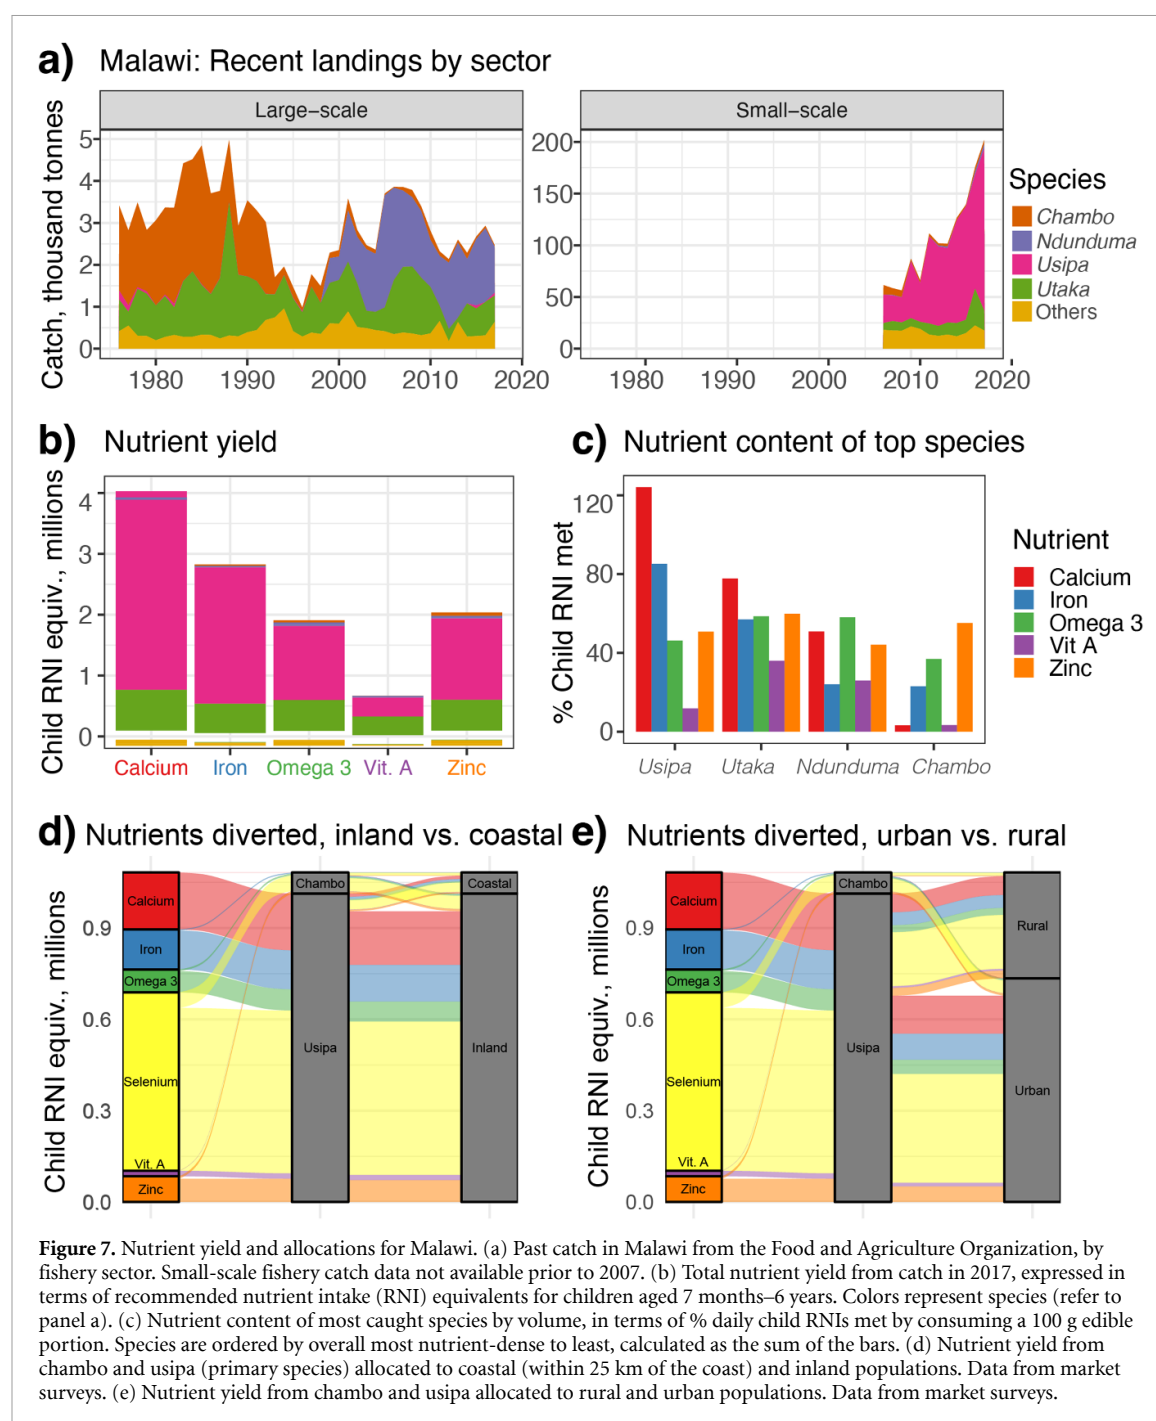 a) Malawi: Recent landings by sector
Large–scale
Small–scale
Catch, thousand tonnes
5
4
3
2
1
0
1980 1990 2000 2010 2020
200
150
100
50
0
1980 1990 2000 2010 2020
Species
Chambo
Ndunduma
Usipa
Utaka
Others
b) Nutrient yield
Child RNI equiv., millions
4
3
2
1
0
Calcium Iron Omega 3 Vit. A Zinc
c) Nutrient content of top species
% Child RNI met
120
80
40
0
Usipa Utaka Ndunduma Chambo
Nutrient
Calcium
Iron
Omega 3
Vit A
Zinc
d) Nutrients diverted, inland vs. coastal
Child RNI equiv., millions
0.9
0.6
0.3
0.0
Calcium
Iron
Omega 3
Selenium
Vit. A
Zinc
Chambo
Usipa
Coastal
Inland
e) Nutrients diverted, urban vs. rural
Child RNI equiv., millions
0.9
0.6
0.3
0.0
Calcium
Iron
Omega 3
Selenium
Vit. A
Zinc
Chambo
Usipa
Rural
Urban
Figure 7. Nutrient yield and allocations for Malawi. (a) Past catch in Malawi from the Food and Agriculture Organization, by
fishery sector. Small-scale fishery catch data not available prior to 2007. (b) Total nutrient yield from catch in 2017, expressed in
terms of recommended nutrient intake (RNI) equivalents for children aged 7 months–6 years. Colors represent species (refer to
panel a). (c) Nutrient content of most caught species by volume, in terms of % daily child RNIs met by consuming a 100 g edible
portion. Species are ordered by overall most nutrient-dense to least, calculated as the sum of the bars. (d) Nutrient yield from
chambo and usipa (primary species) allocated to coastal (within 25 km of the coast) and inland populations. Data from market
surveys. (e) Nutrient yield from chambo and usipa allocated to rural and urban populations. Data from market surveys.